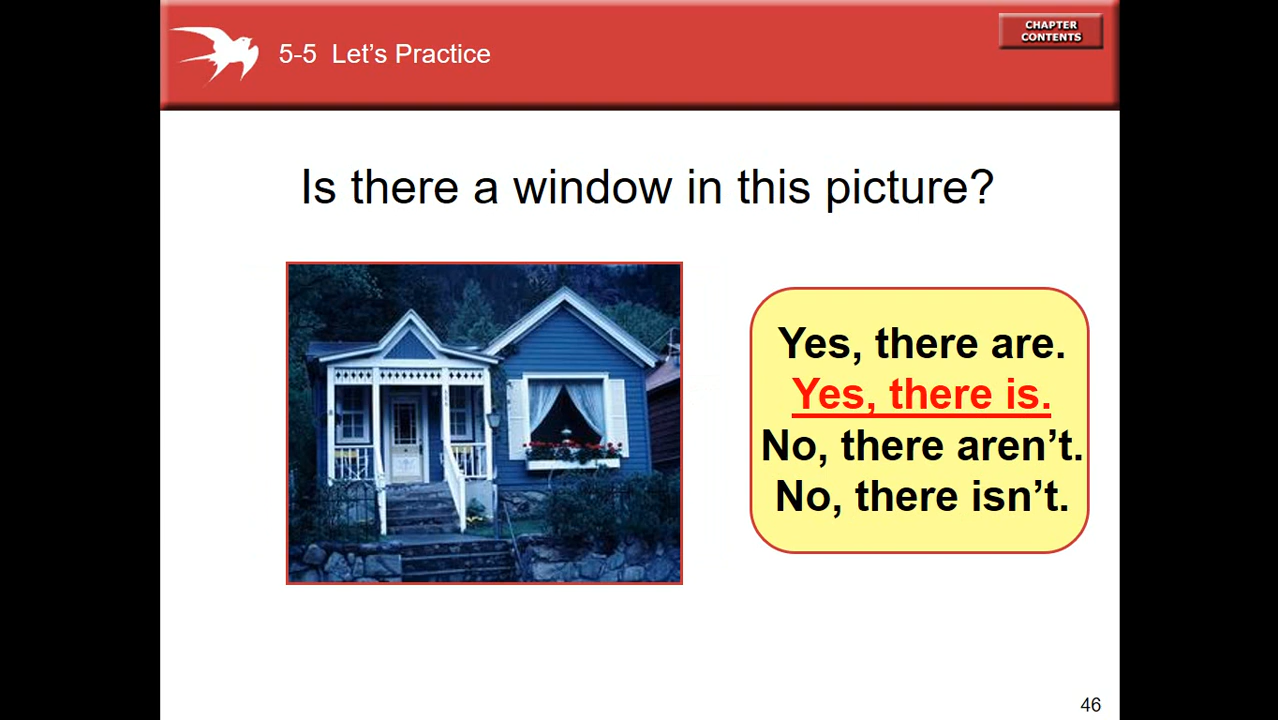 CHAPTER
CONTENTS
5-5 Let’s Practice
Is there a window in this picture?
Yes, there are.
Yes, there is.
No, there aren’t.
No, there isn’t.
46